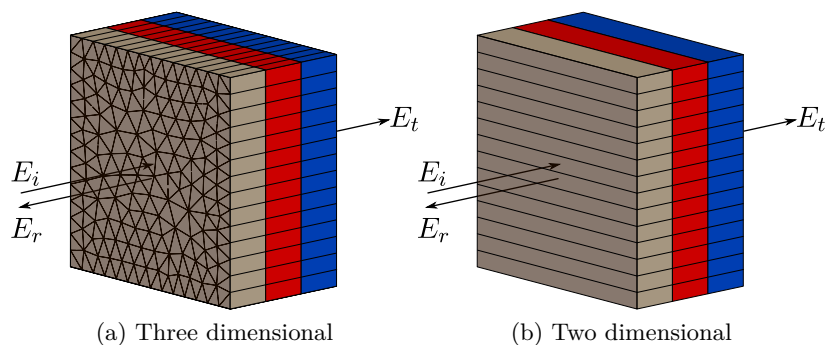 E_t
E_i
E_r
(a) Three dimensional
E_t
E_i
E_r
(b) Two dimensional